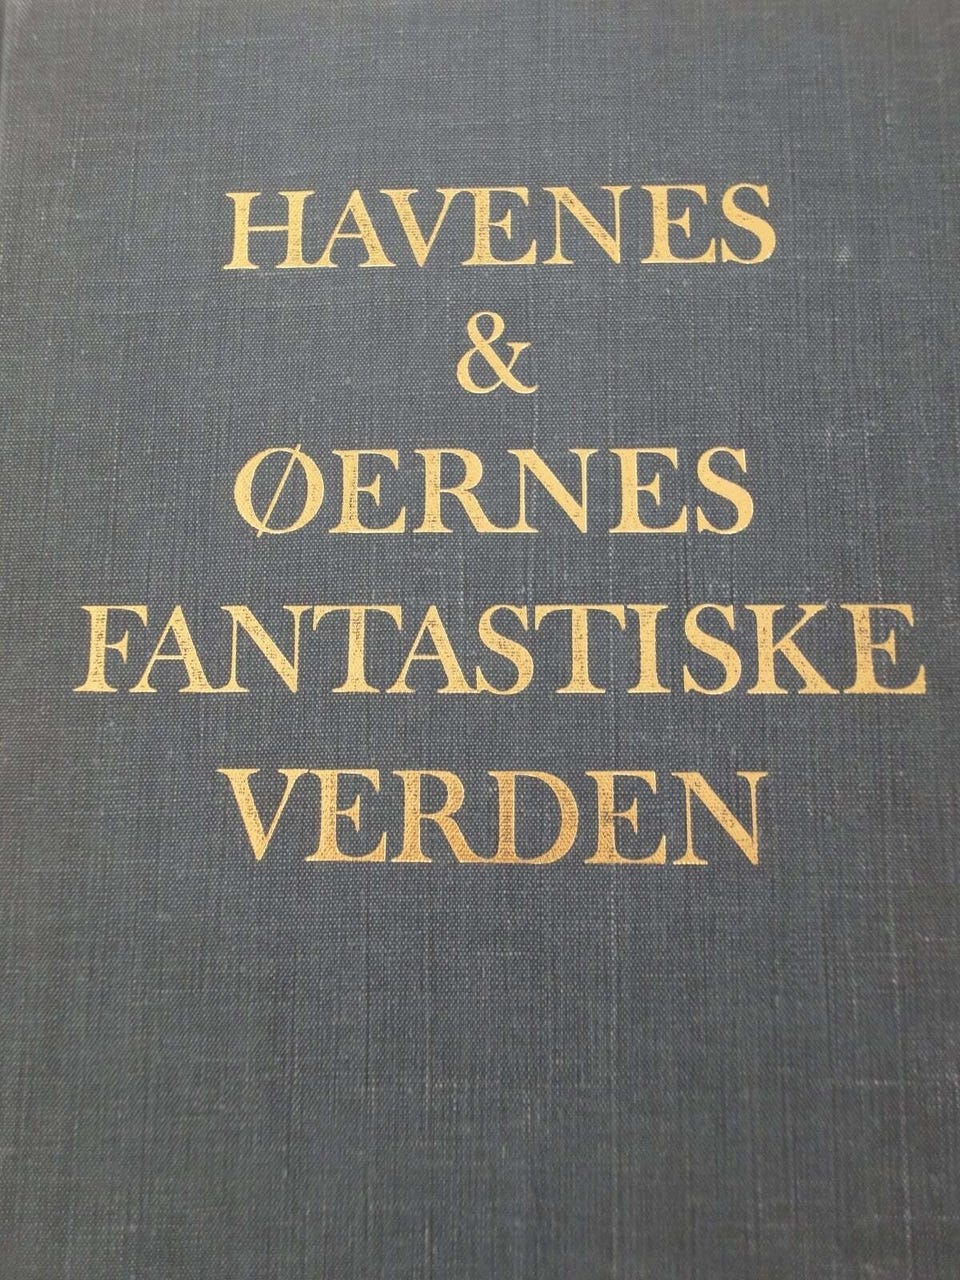 HAVENES
&
ØERNES
FANTASTISKE
VERDEN